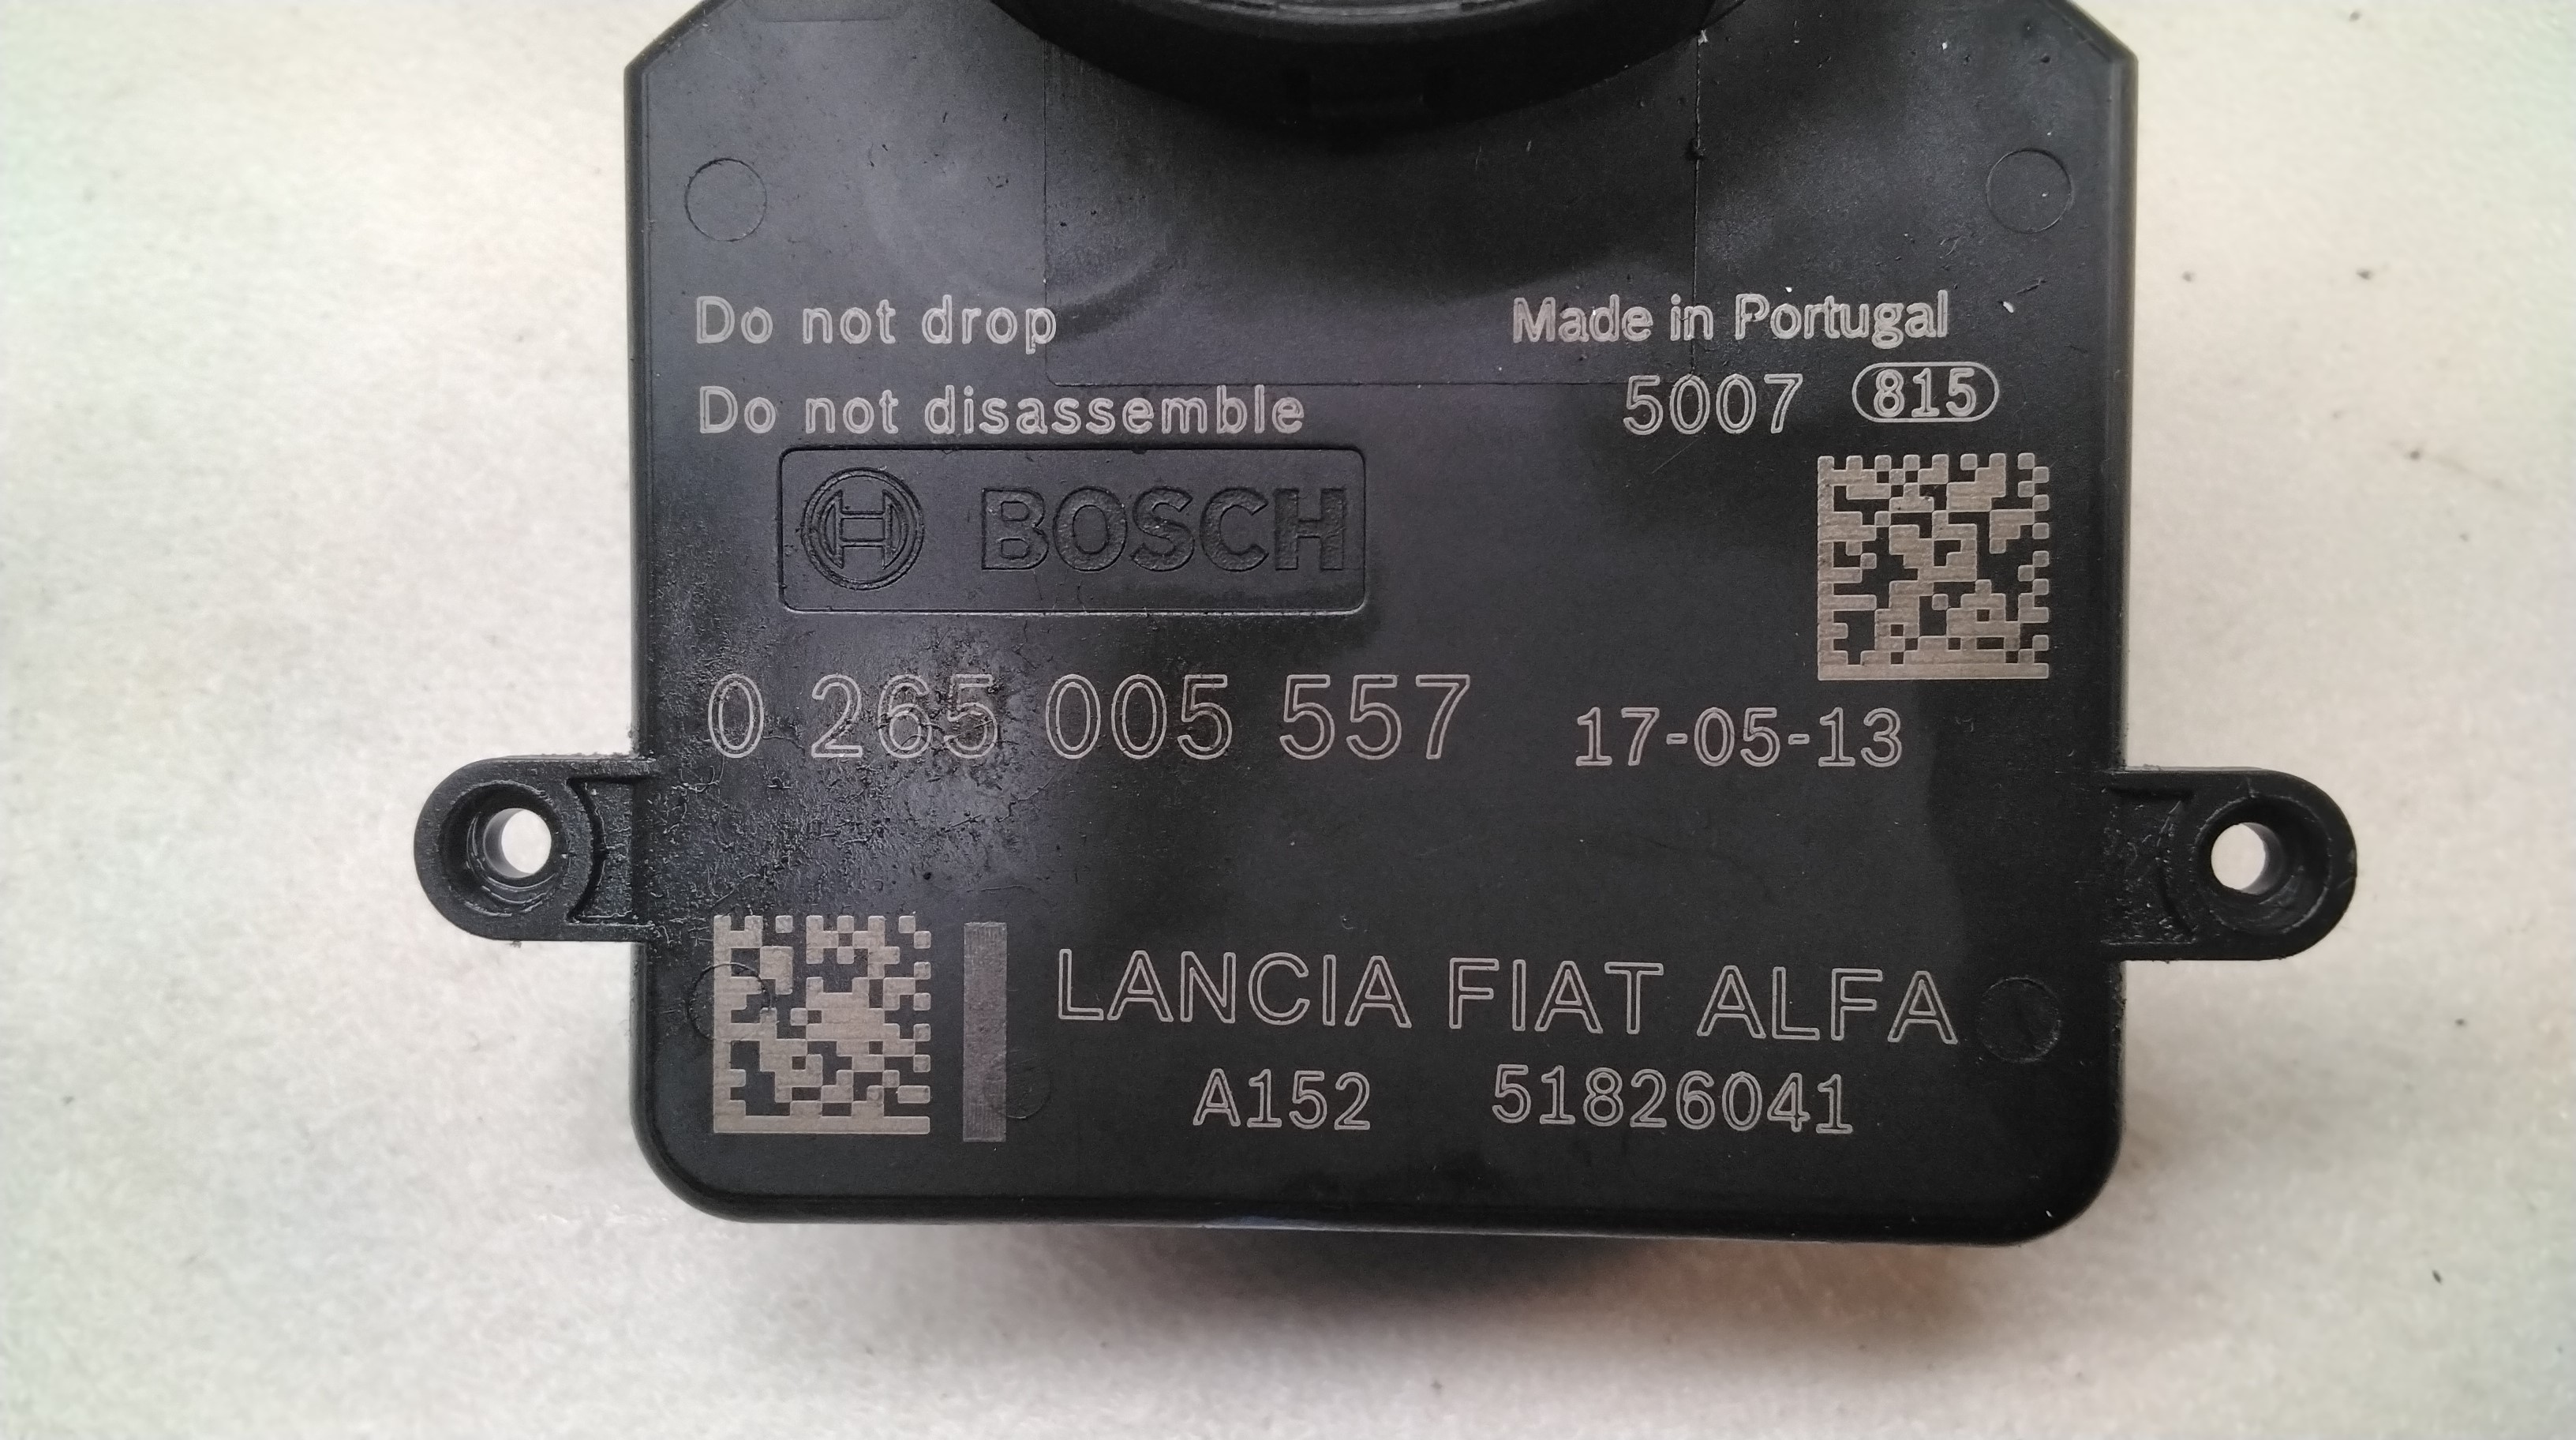 Do not drop
Made in Portugal
Do not disassemble
5007 815
BOSCH
0 265 005 557
17-05-13
LANCIA FIAT ALFA
A152 51826041